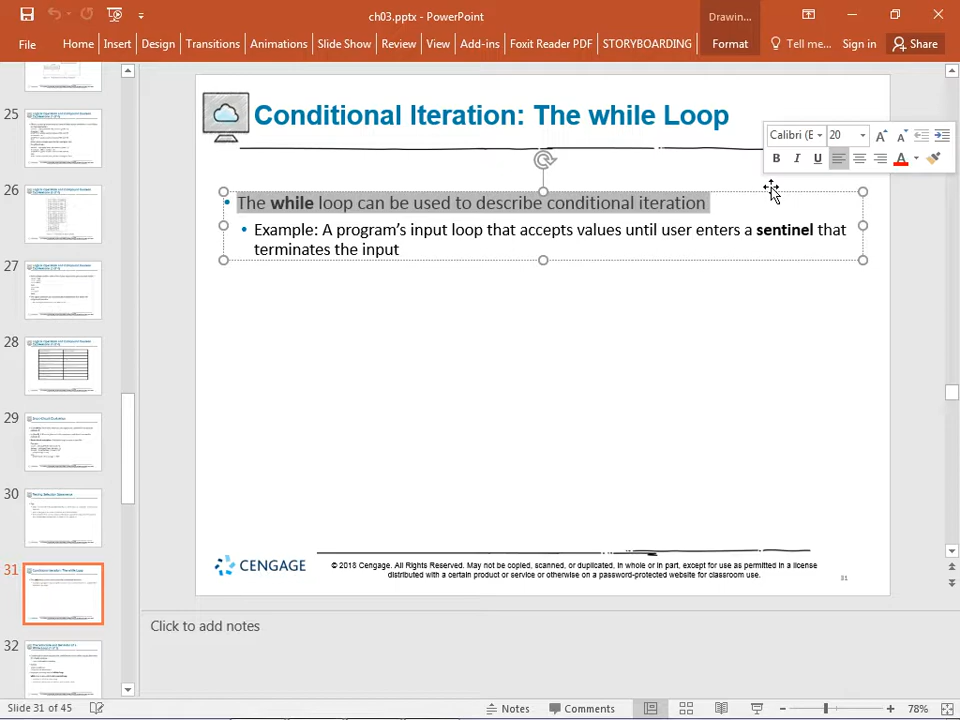 ch03.pptx - PowerPoint
Drawin...
File Home Insert Design Transitions Animations Slide Show Review View Add-ins Foxit Reader PDF STORYBOARDING Format Tell me... Sign in Share
Conditional Iteration: The while Loop
Calibri (E 20 A A
B I U A
• The while loop can be used to describe conditional iteration
• Example: A program's input loop that accepts values until user enters a sentinel that
terminates the input
CENGAGE
© 2018 Cengage. All Rights Reserved. May not be copied, scanned, or duplicated, in whole or in part, except for use as permitted in a license
distributed with a certain product or service or otherwise on a password-protected website for classroom use.
31
25
26
27
28
29
30
31
32
Click to add notes
Slide 31 of 45 Notes Comments 78%